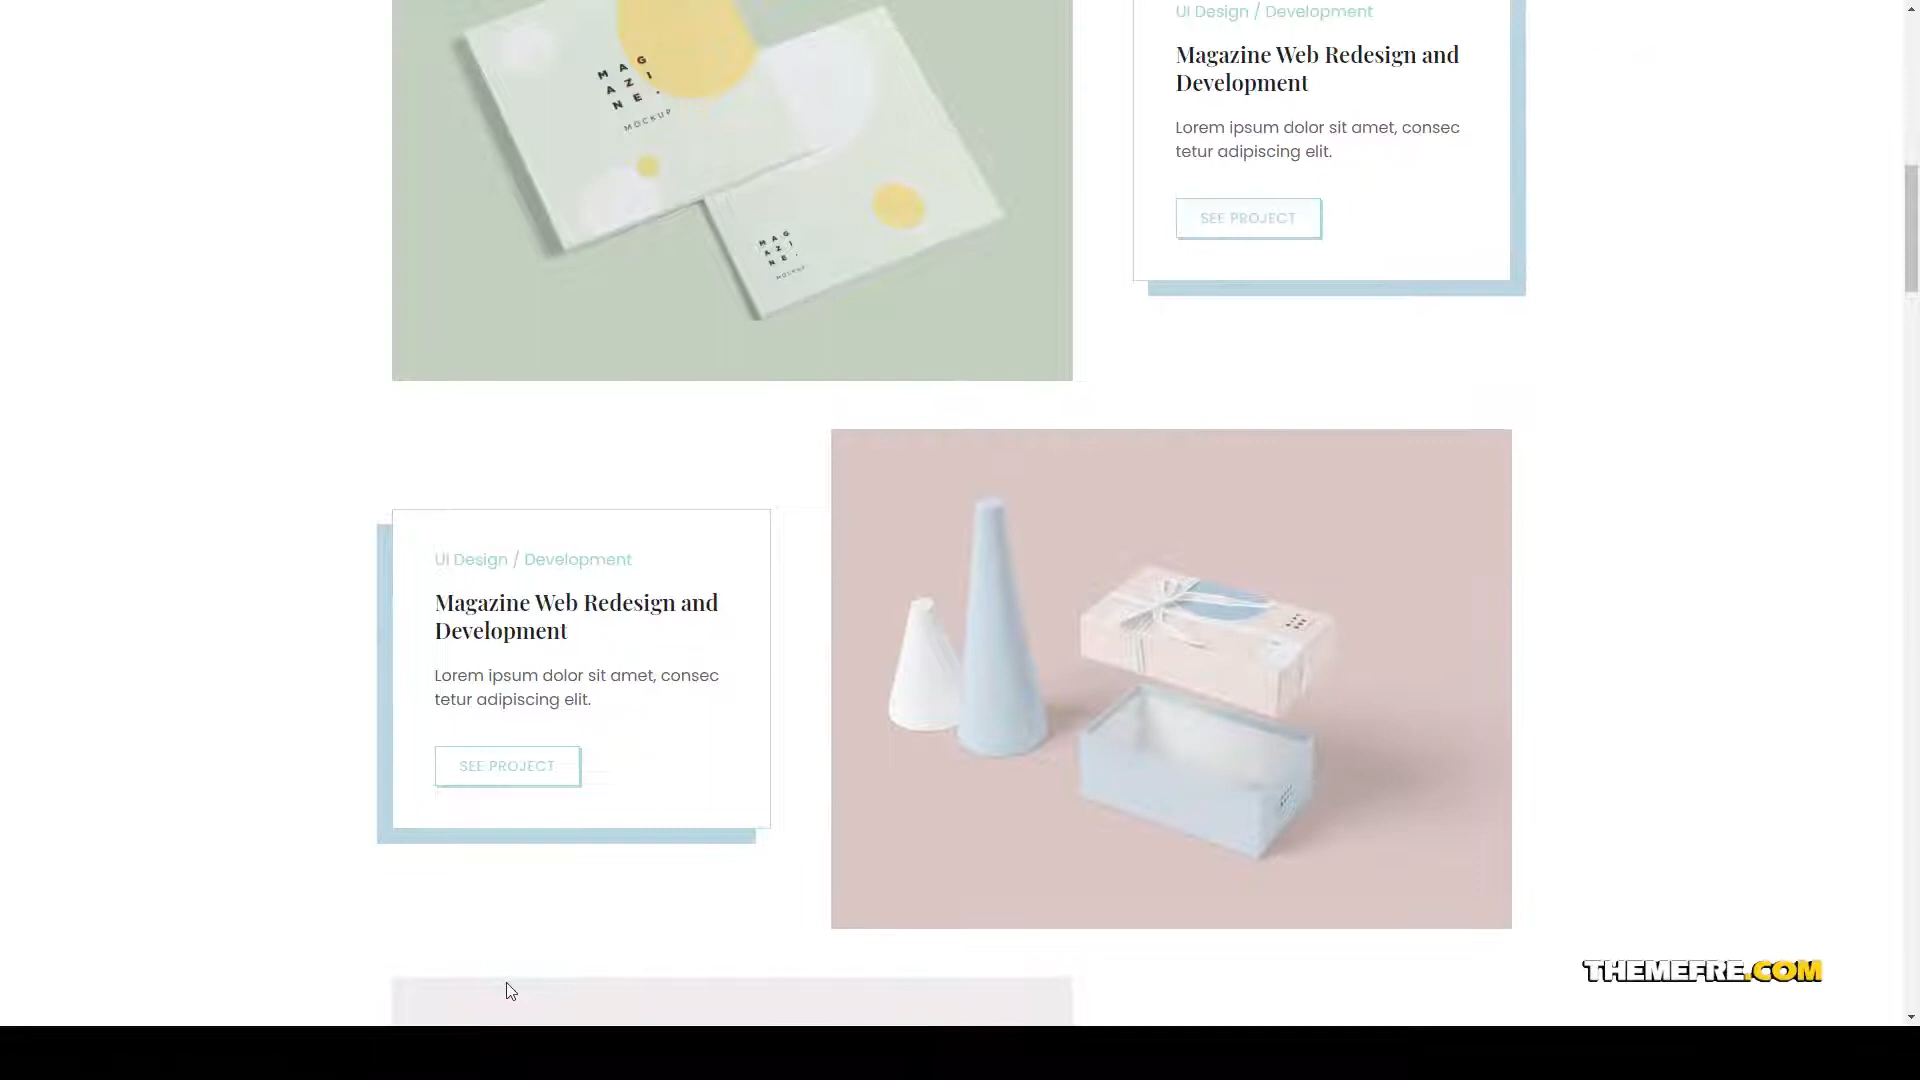 UI Design / Development
Magazine Web Redesign and
Development
Lorem ipsum dolor sit amet, consec
tetur adipiscing elit.
SEE PROJECT
M A G
A Z I
N E .
MOCKUP
M A G
A Z I
N E .
MOCKUP
UI Design / Development
Magazine Web Redesign and
Development
Lorem ipsum dolor sit amet, consec
tetur adipiscing elit.
SEE PROJECT
THEMEFRE.COM